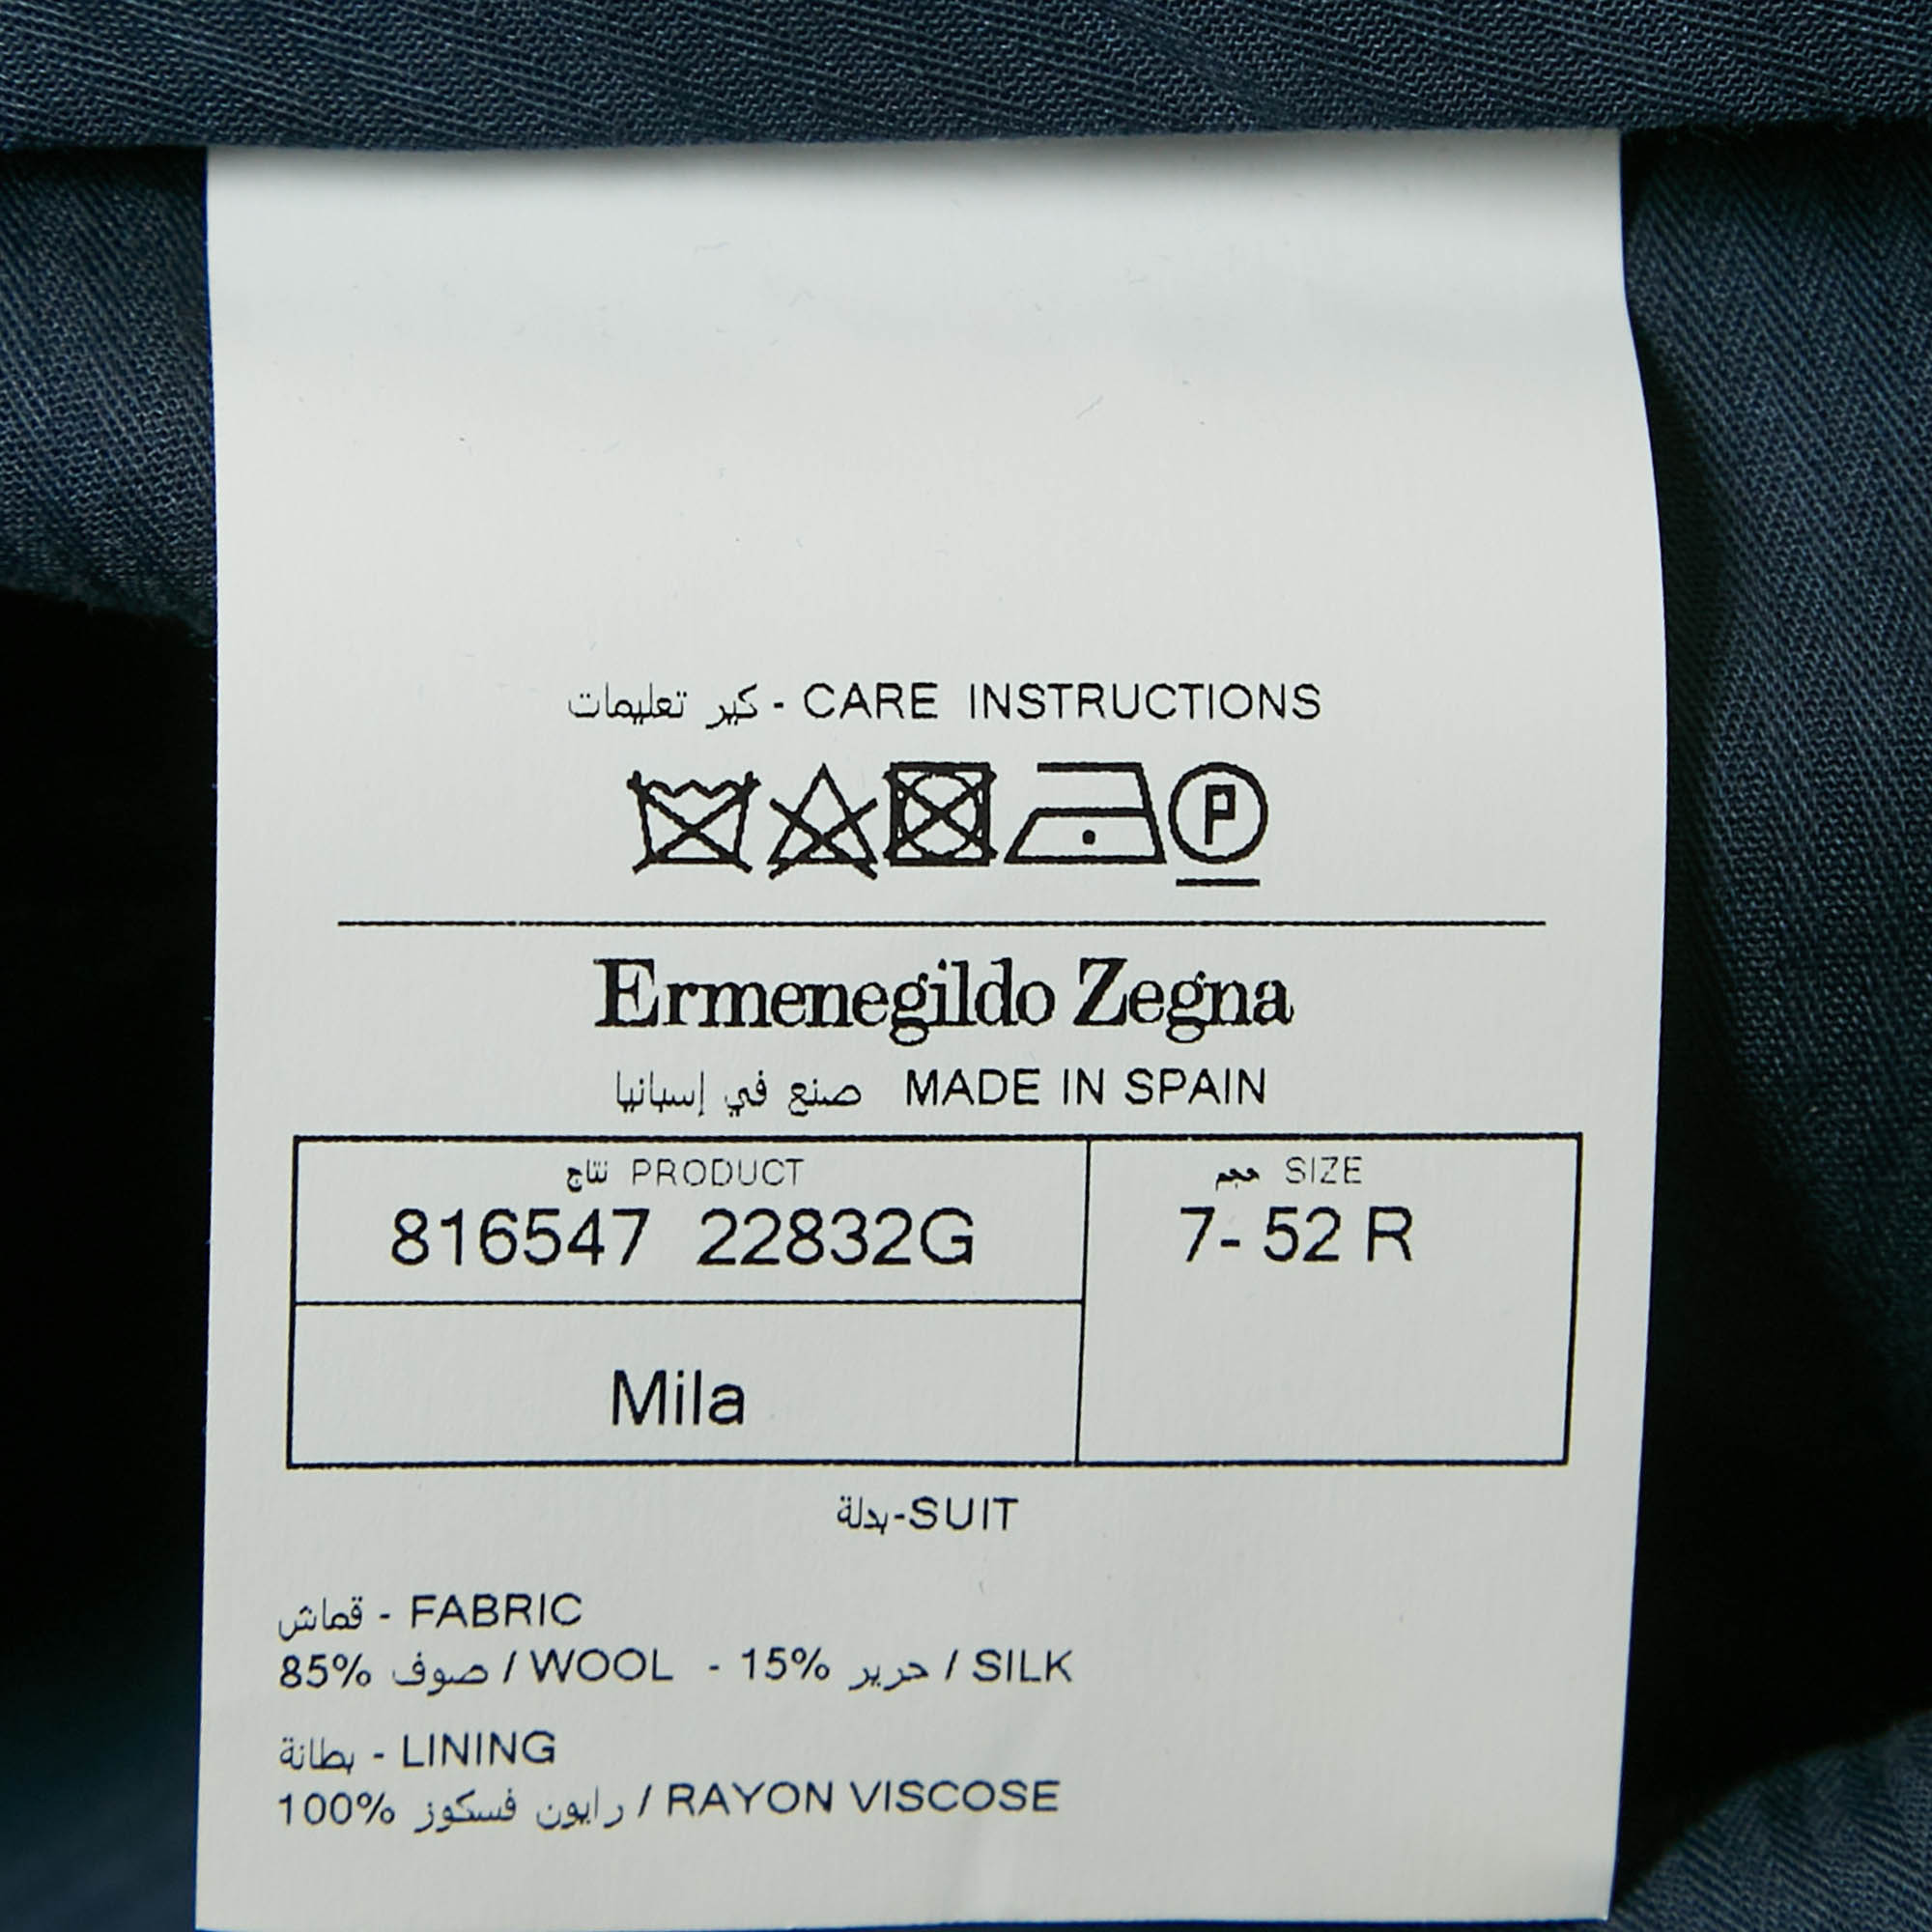 كير تعليمات - CARE INSTRUCTIONS
P
Ermenegildo Zegna
صنع في إسبانيا MADE IN SPAIN
نتاج PRODUCT
816547 22832G
حجم SIZE
7- 52 R
Mila
بدلة-SUIT
قماش - FABRIC
85% صوف / WOOL - 15% حرير / SILK
بطانة - LINING
100% رايون فسكوز / RAYON VISCOSE